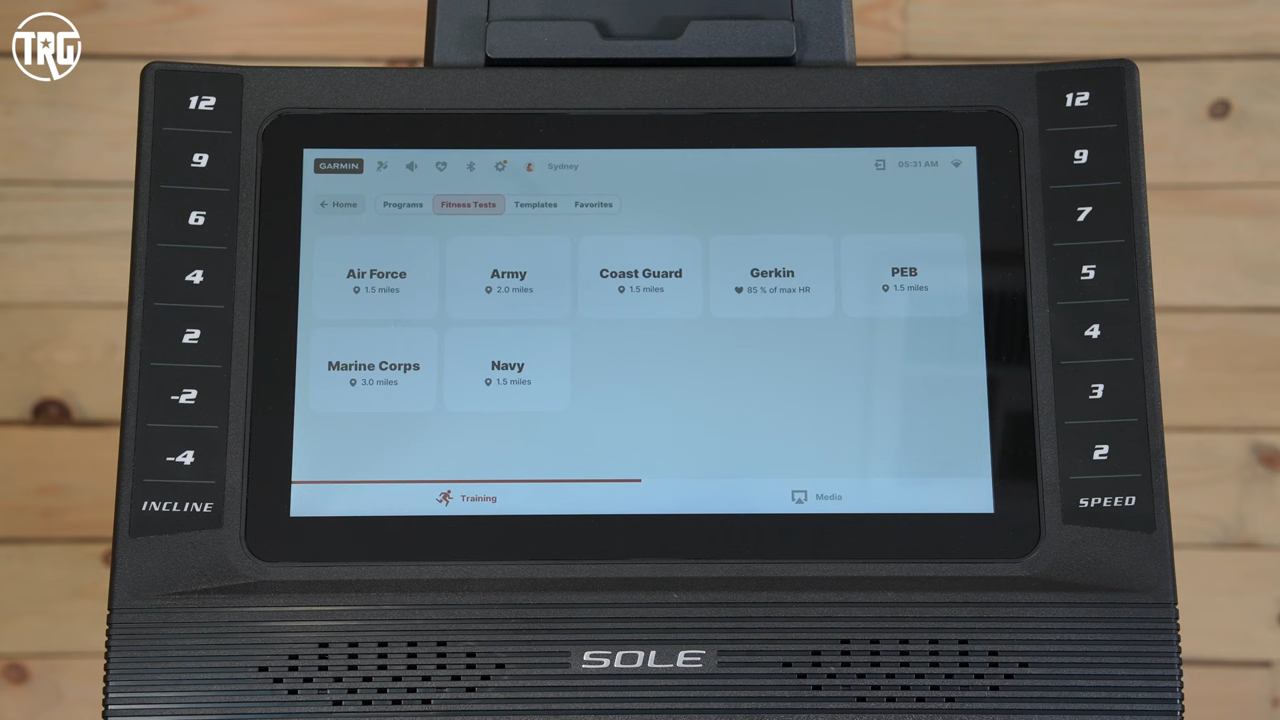 TRG
12
9
6
4
2
-2
-4
INCLINE
GARMIN
Sydney
05:31 AM
Home
Programs
Fitness Tests
Templates
Favorites
Air Force
1.5 miles
Army
2.0 miles
Coast Guard
1.5 miles
Gerkin
85 % of max HR
PEB
1.5 miles
Marine Corps
3.0 miles
Navy
1.5 miles
Training
Media
12
9
7
5
4
3
2
SPEED
SOLE